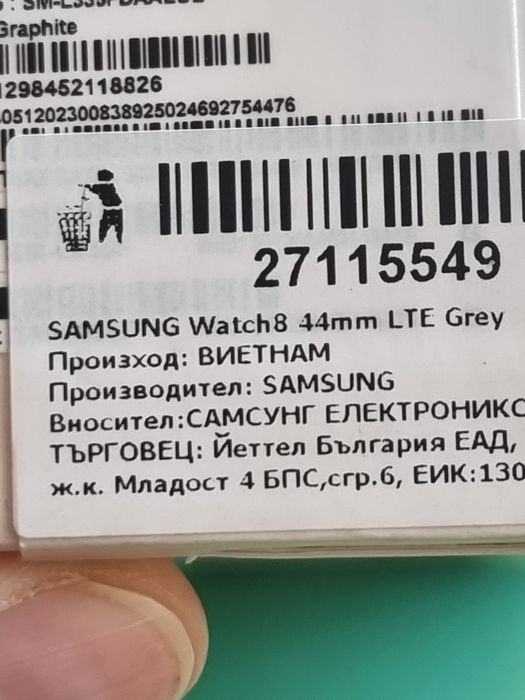 Graphite
1298452118826
051202300838925024692754476
27115549
SAMSUNG Watch8 44mm LTE Grey
Произход: ВИЕТНАМ
Производител: SAMSUNG
Вносител:САМСУНГ ЕЛЕКТРОНИКС
ТЪРГОВЕЦ: Йеттел България ЕАД,
ж.к. Младост 4 БПС,сгр.6, ЕИК:130